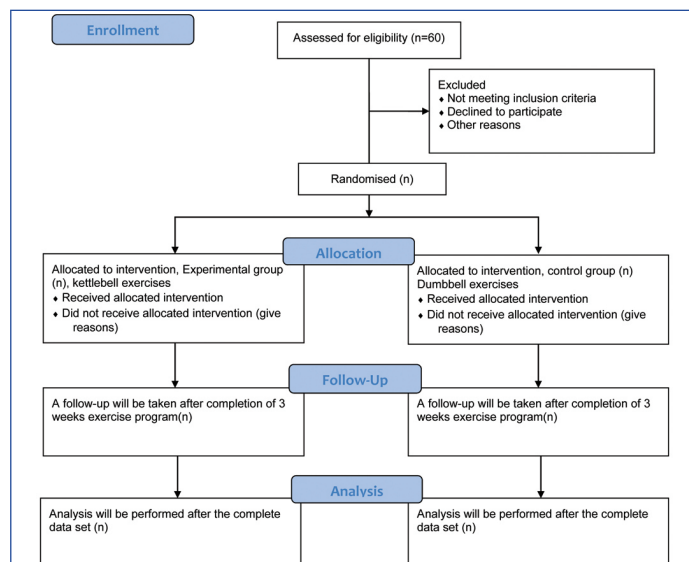 Enrollment
Assessed for eligibility (n=60)
Excluded
♦ Not meeting inclusion criteria
♦ Declined to participate
♦ Other reasons
Randomised (n)
Allocation
Allocated to intervention, Experimental group
(n), kettlebell exercises
♦ Received allocated intervention
♦ Did not receive allocated intervention (give
reasons)
Allocated to intervention, control group (n)
Dumbbell exercises
♦ Received allocated intervention
♦ Did not receive allocated intervention (give
reasons)
Follow-Up
A follow-up will be taken after completion of 3
weeks exercise program(n)
A follow-up will be taken after completion of 3
weeks exercise program(n)
Analysis
Analysis will be performed after the complete
data set (n)
Analysis will be performed after the complete
data set (n)